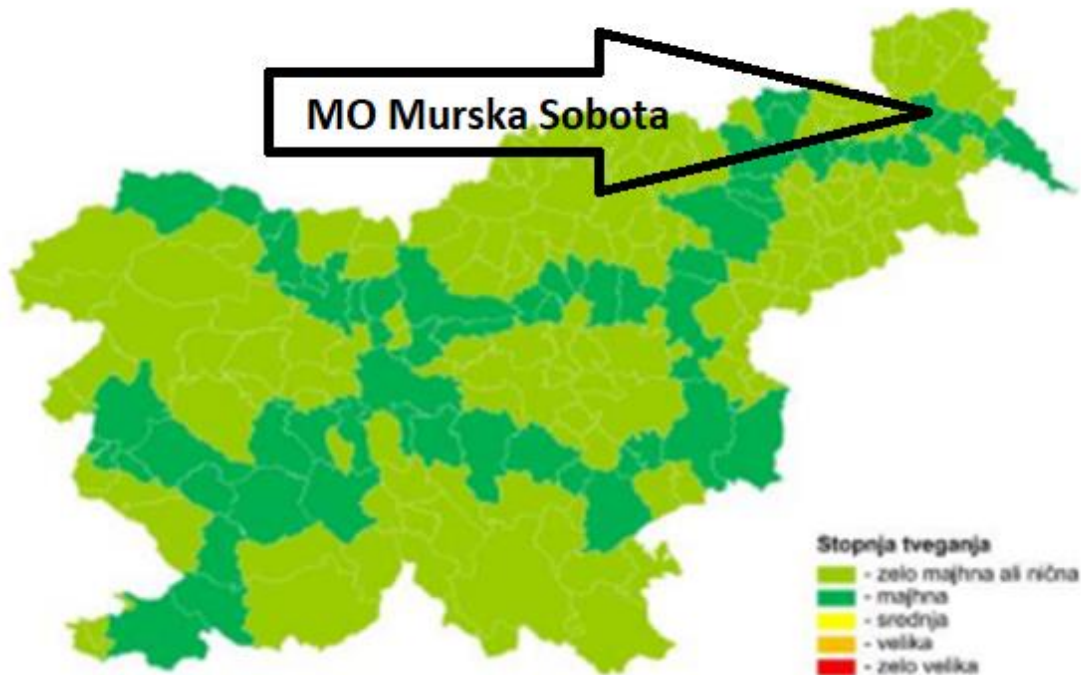 MO Murska Sobota
Stopnja tveganja
- zelo majhna ali nična
- majhna
- srednja
- velika
- zelo velika